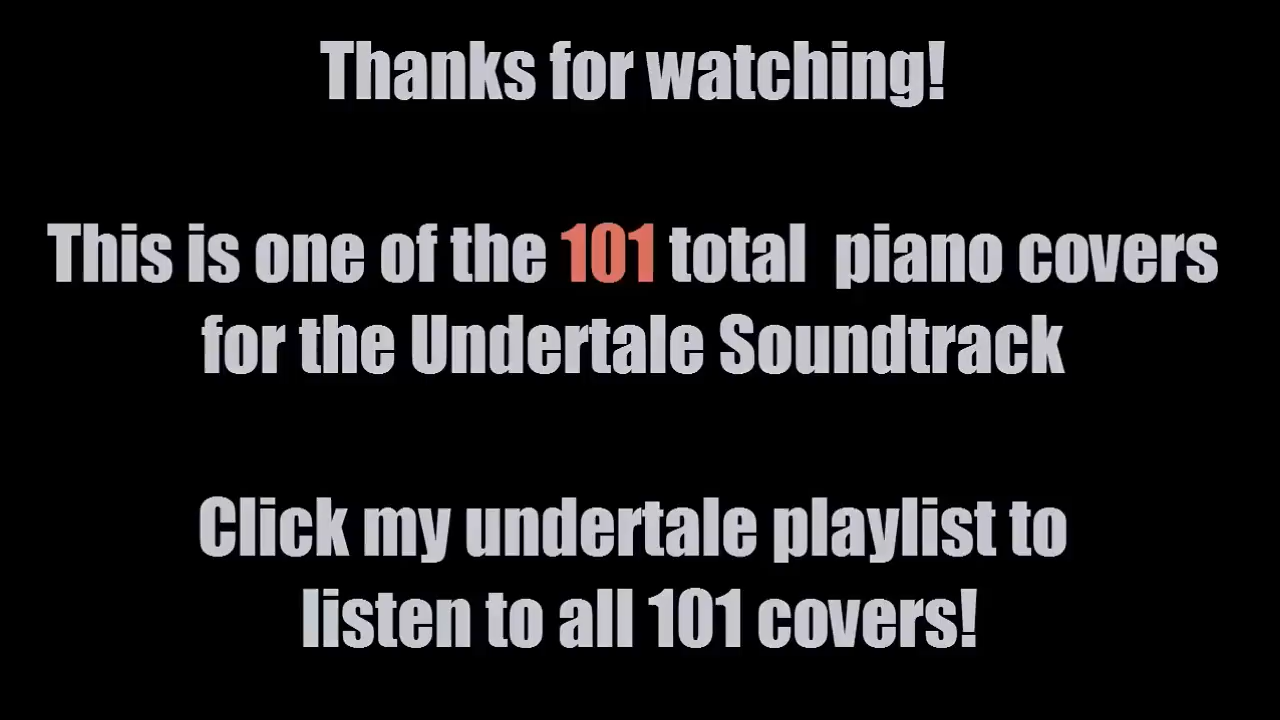 Thanks for watching!
This is one of the 101 total  piano covers
for the Undertale Soundtrack
Click my undertale playlist to
listen to all 101 covers!